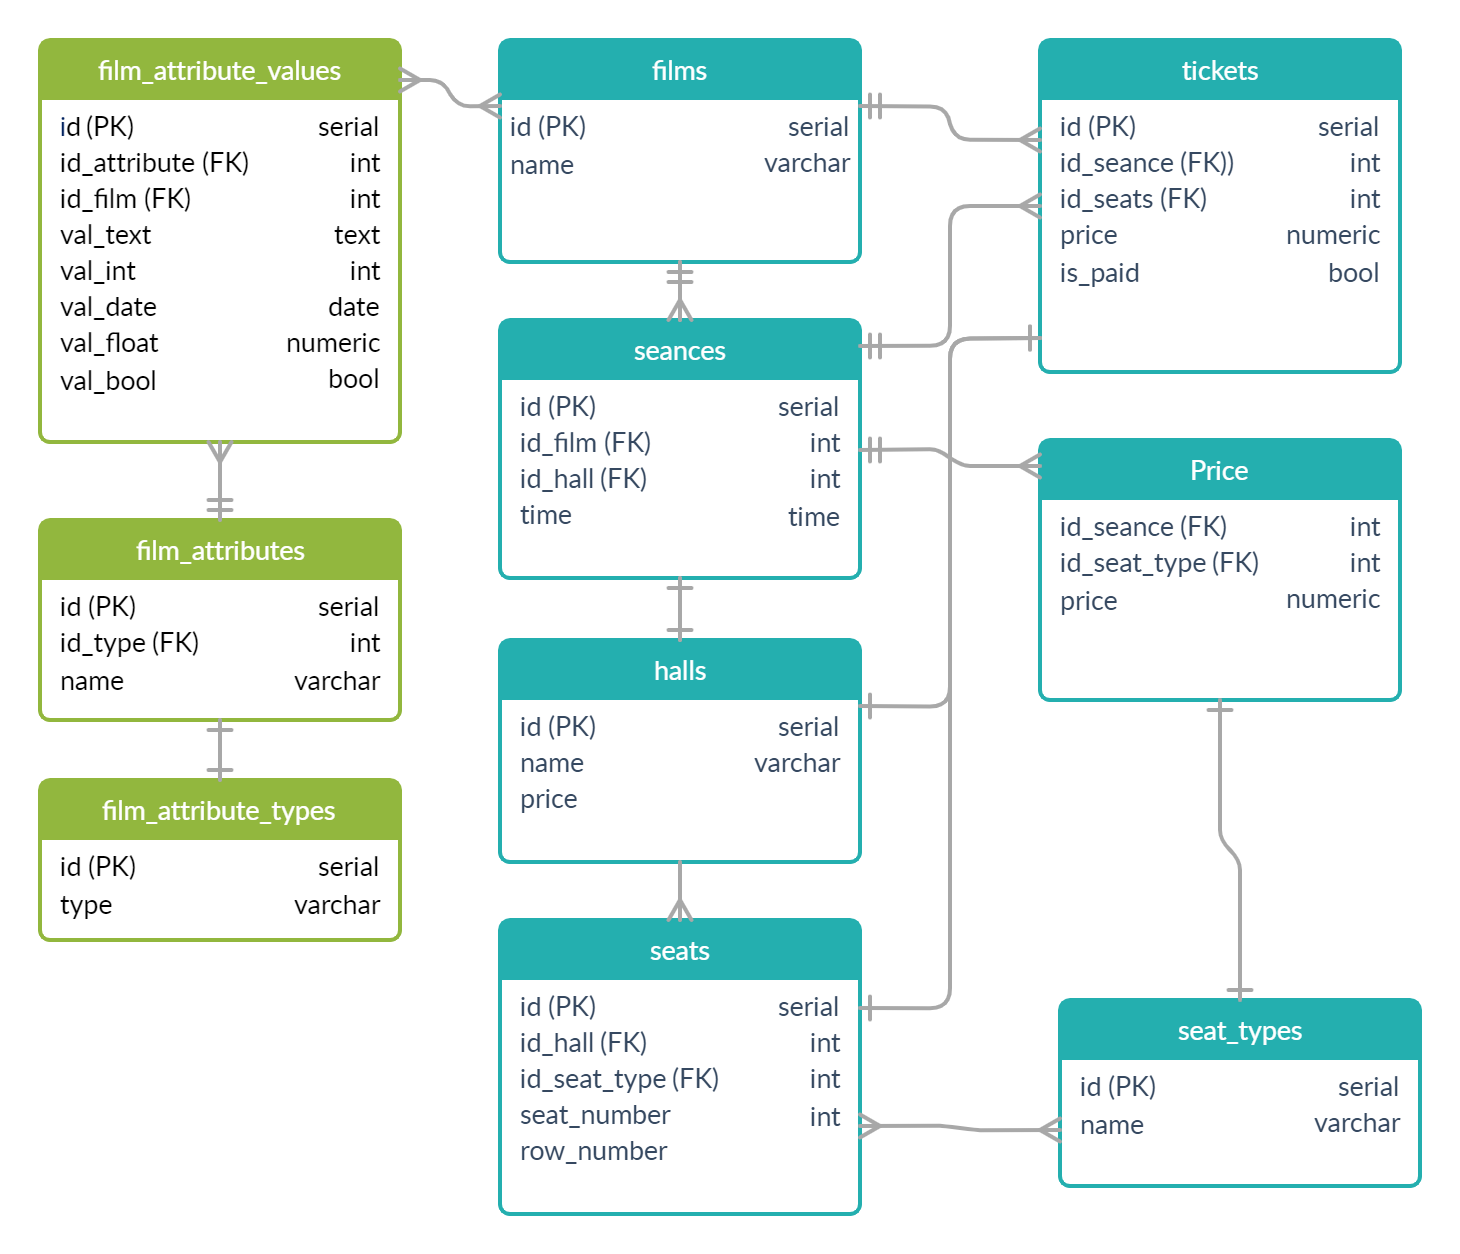 film_attribute_values
id (PK) serial
id_attribute (FK) int
id_film (FK) int
val_text text
val_int int
val_date date
val_float numeric
val_bool bool
film_attributes
id (PK) serial
id_type (FK) int
name varchar
film_attribute_types
id (PK) serial
type varchar
films
id (PK) serial
name varchar
seances
id (PK) serial
id_film (FK) int
id_hall (FK) int
time time
halls
id (PK) serial
name varchar
price
seats
id (PK) serial
id_hall (FK) int
id_seat_type (FK) int
seat_number int
row_number
tickets
id (PK) serial
id_seance (FK)) int
id_seats (FK) int
price numeric
is_paid bool
Price
id_seance (FK) int
id_seat_type (FK) int
price numeric
seat_types
id (PK) serial
name varchar